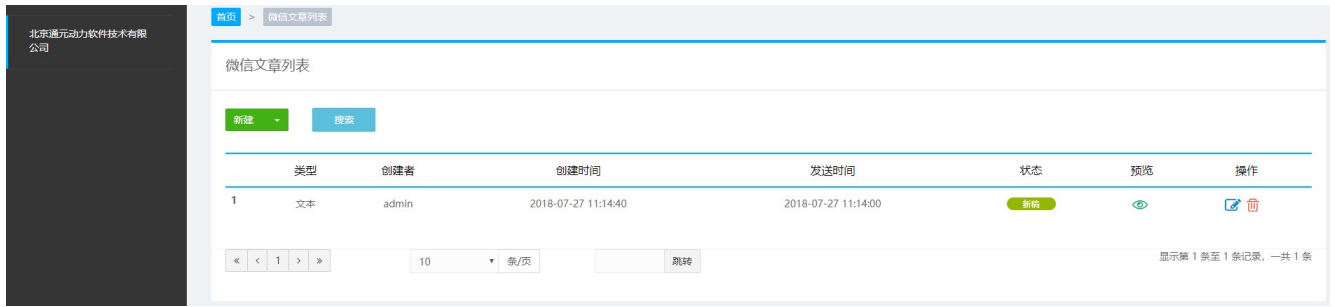 北京通元动力软件技术有限
公司
首页 > 微信文章列表
微信文章列表
新建 搜索
类型 创建者 创建时间 发送时间 状态 预览 操作
1 文本 admin 2018-07-27 11:14:40 2018-07-27 11:14:00 新稿
« < 1 > » 10 条/页 跳转 显示第 1 条至 1 条记录，一共 1 条